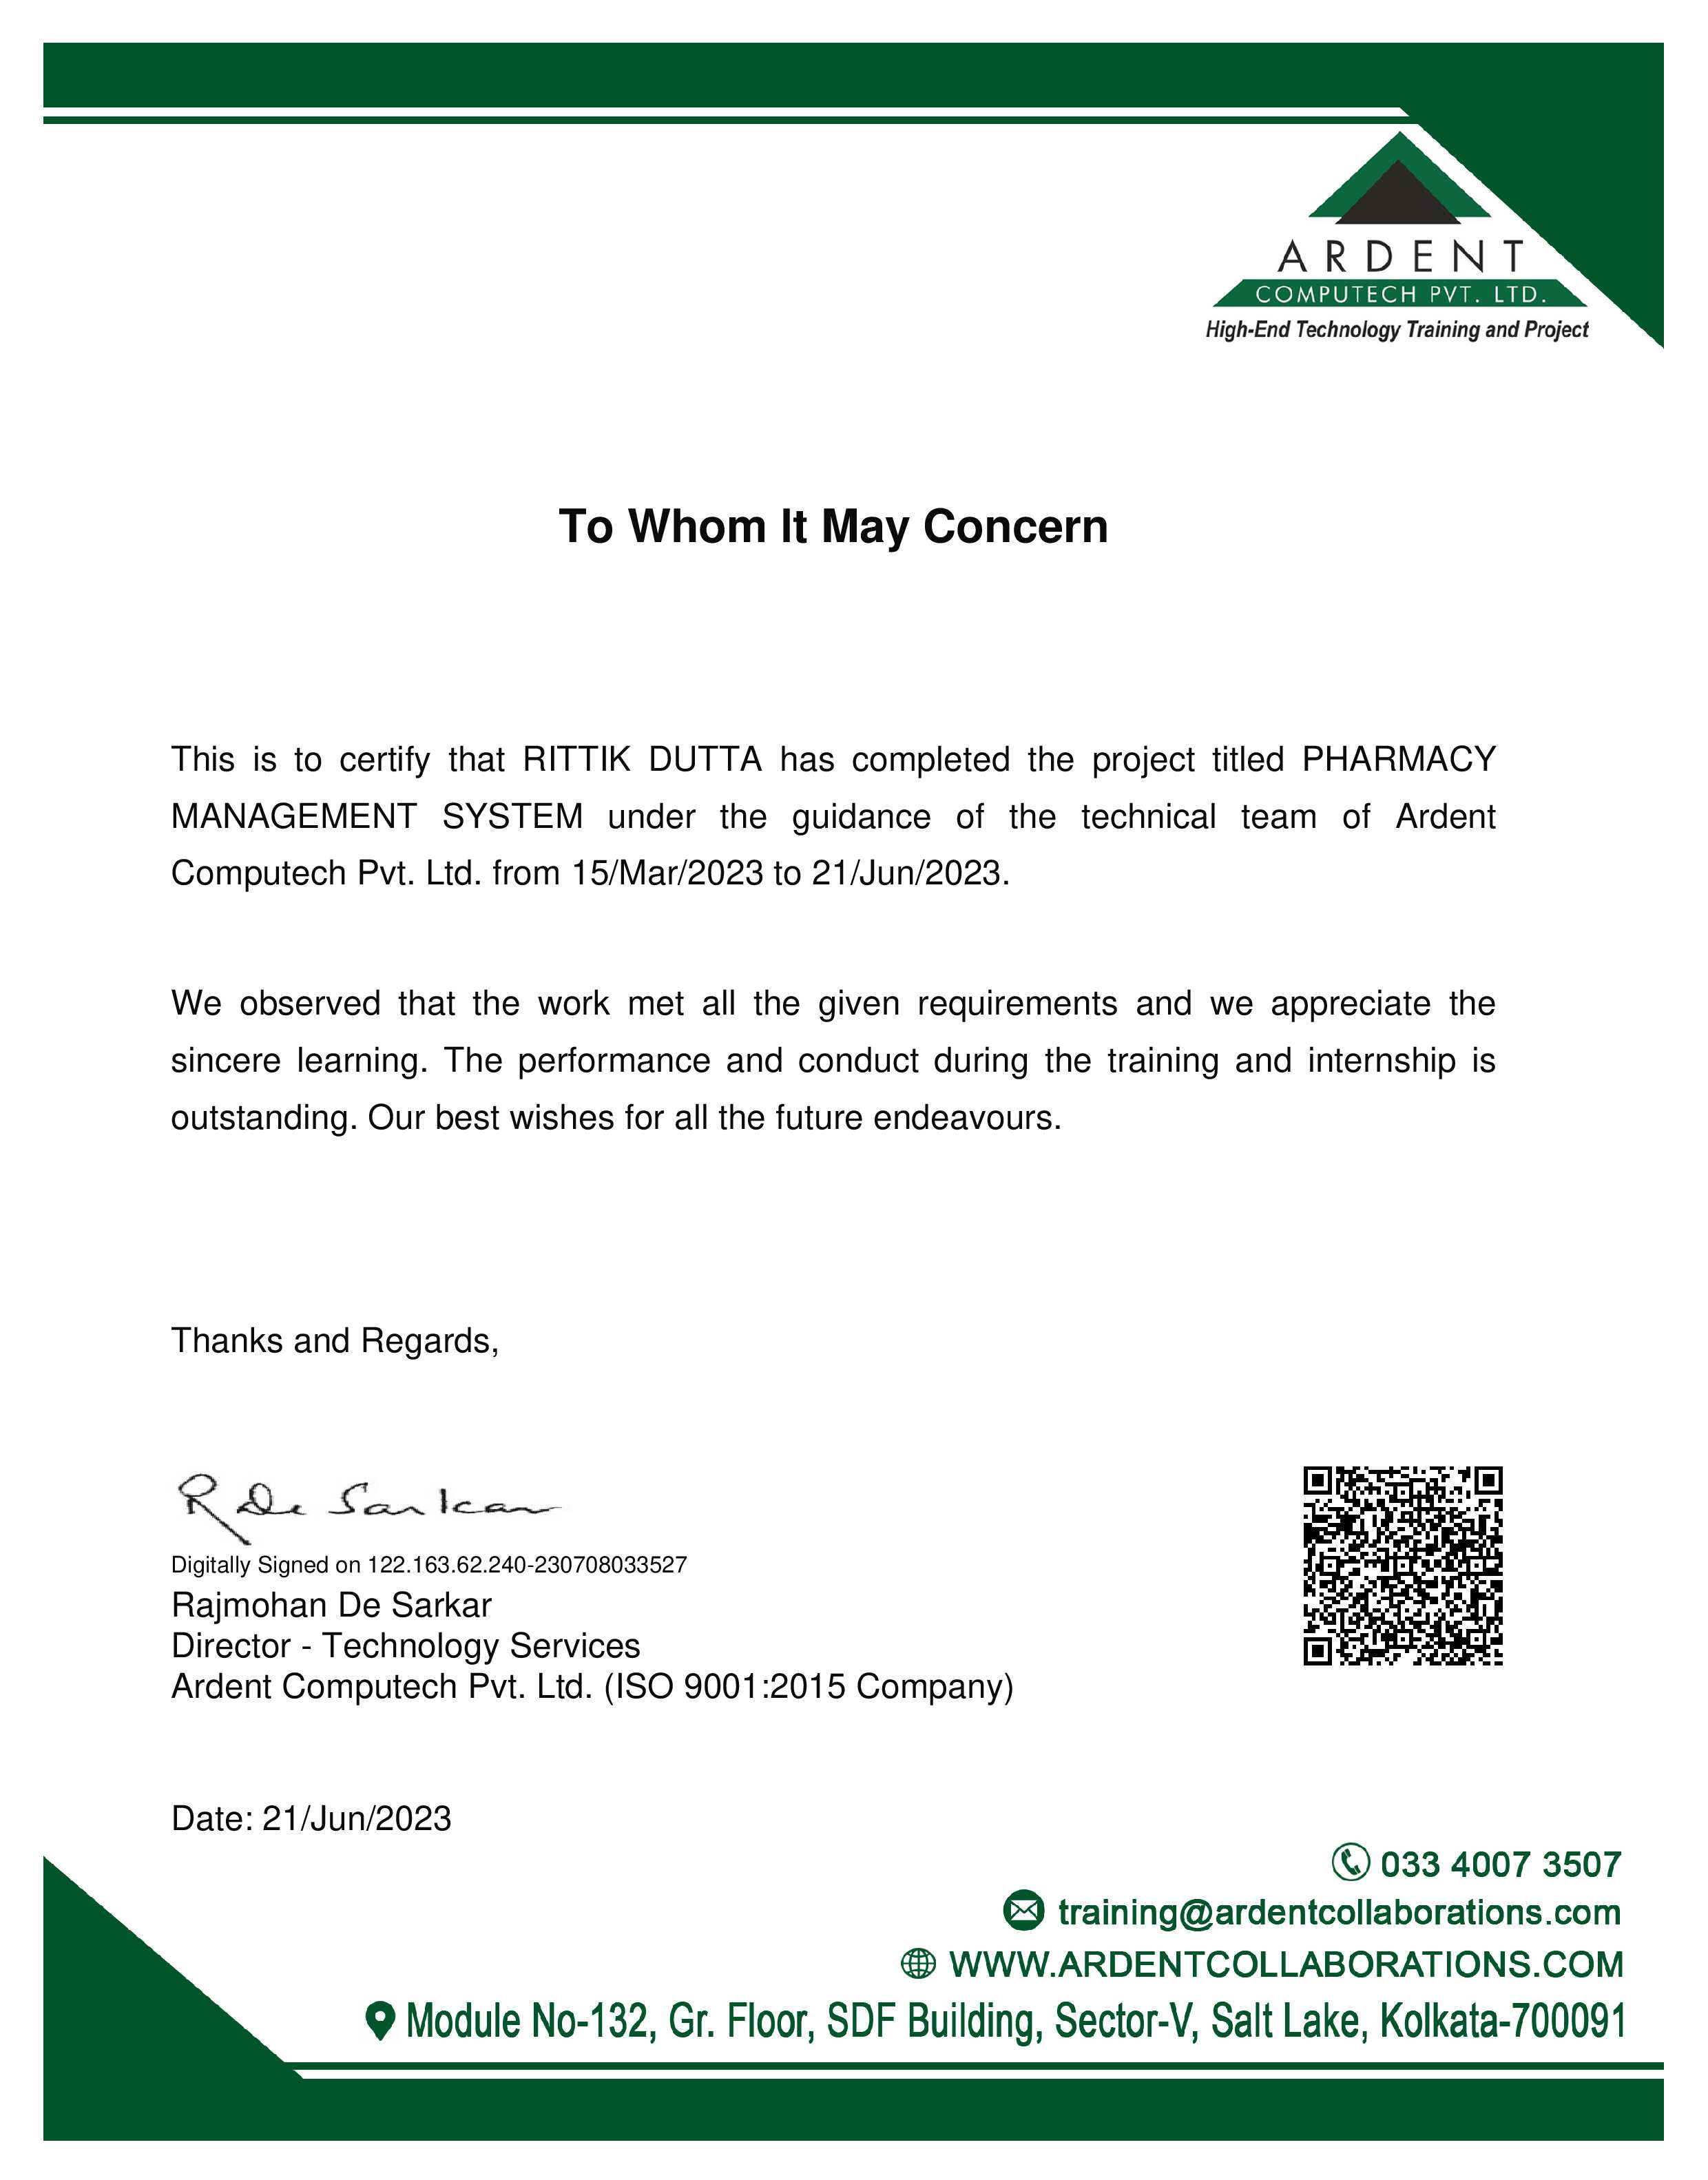 ARDENT
COMPUTECH PVT. LTD.
High-End Technology Training and Project
To Whom It May Concern
This is to certify that RITTIK DUTTA has completed the project titled PHARMACY
MANAGEMENT SYSTEM under the guidance of the technical team of Ardent
Computech Pvt. Ltd. from 15/Mar/2023 to 21/Jun/2023.
We observed that the work met all the given requirements and we appreciate the
sincere learning. The performance and conduct during the training and internship is
outstanding. Our best wishes for all the future endeavours.
Thanks and Regards,
R De Sarkar
Digitally Signed on 122.163.62.240-230708033527
Rajmohan De Sarkar
Director - Technology Services
Ardent Computech Pvt. Ltd. (ISO 9001:2015 Company)
Date: 21/Jun/2023
033 4007 3507
training@ardentcollaborations.com
WWW.ARDENTCOLLABORATIONS.COM
Module No-132, Gr. Floor, SDF Building, Sector-V, Salt Lake, Kolkata-700091